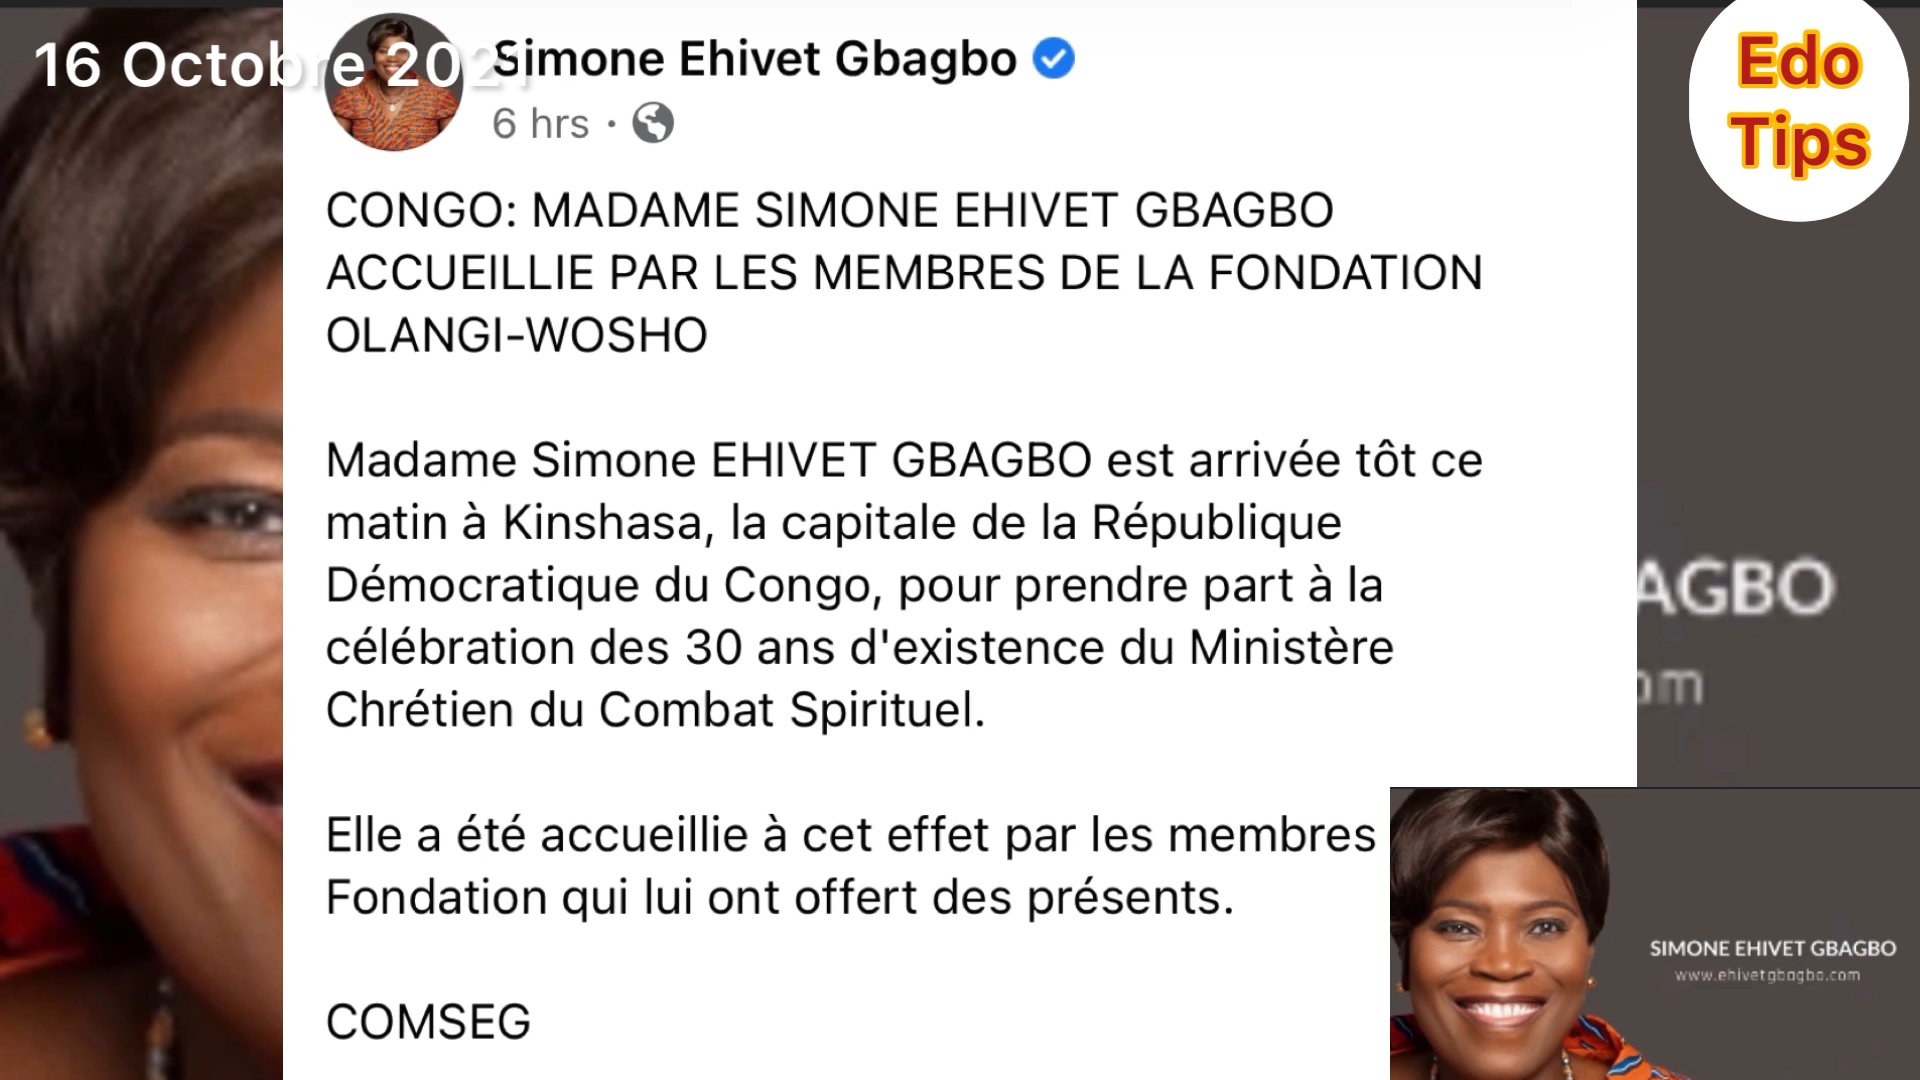 16 Octobre 2021
Simone Ehivet Gbagbo
6 hrs ·
Edo
Tips
CONGO: MADAME SIMONE EHIVET GBAGBO
ACCUEILLIE PAR LES MEMBRES DE LA FONDATION
OLANGI-WOSHO
Madame Simone EHIVET GBAGBO est arrivée tôt ce
matin à Kinshasa, la capitale de la République
Démocratique du Congo, pour prendre part à la
célébration des 30 ans d'existence du Ministère
Chrétien du Combat Spirituel.
Elle a été accueillie à cet effet par les membres
Fondation qui lui ont offert des présents.
COMSEG
AGBO
om
SIMONE EHIVET GBAGBO
www.ehivetgbagbo.com